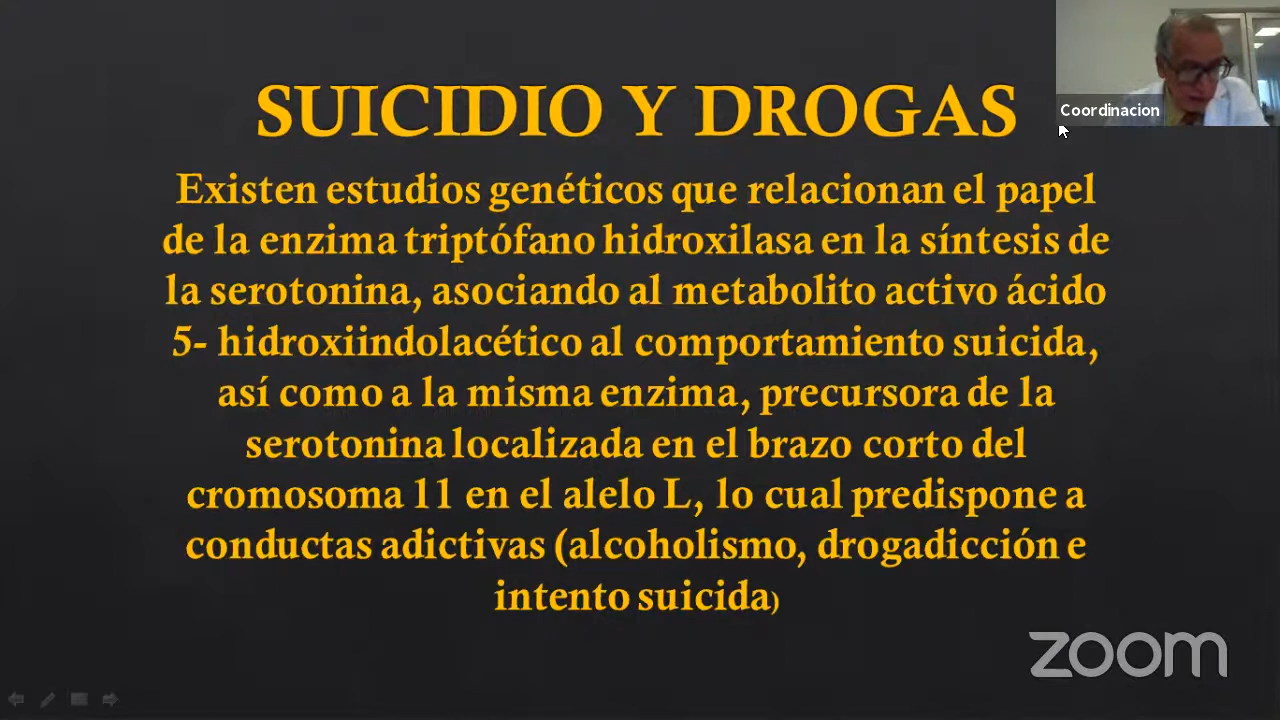 SUICIDIO Y DROGAS
Coordinacion
Existen estudios genéticos que relacionan el papel
de la enzima triptófano hidroxilasa en la síntesis de
la serotonina, asociando al metabolito activo ácido
5- hidroxiindolacético al comportamiento suicida,
así como a la misma enzima, precursora de la
serotonina localizada en el brazo corto del
cromosoma 11 en el alelo L, lo cual predispone a
conductas adictivas (alcoholismo, drogadicción e
intento suicida)
zoom